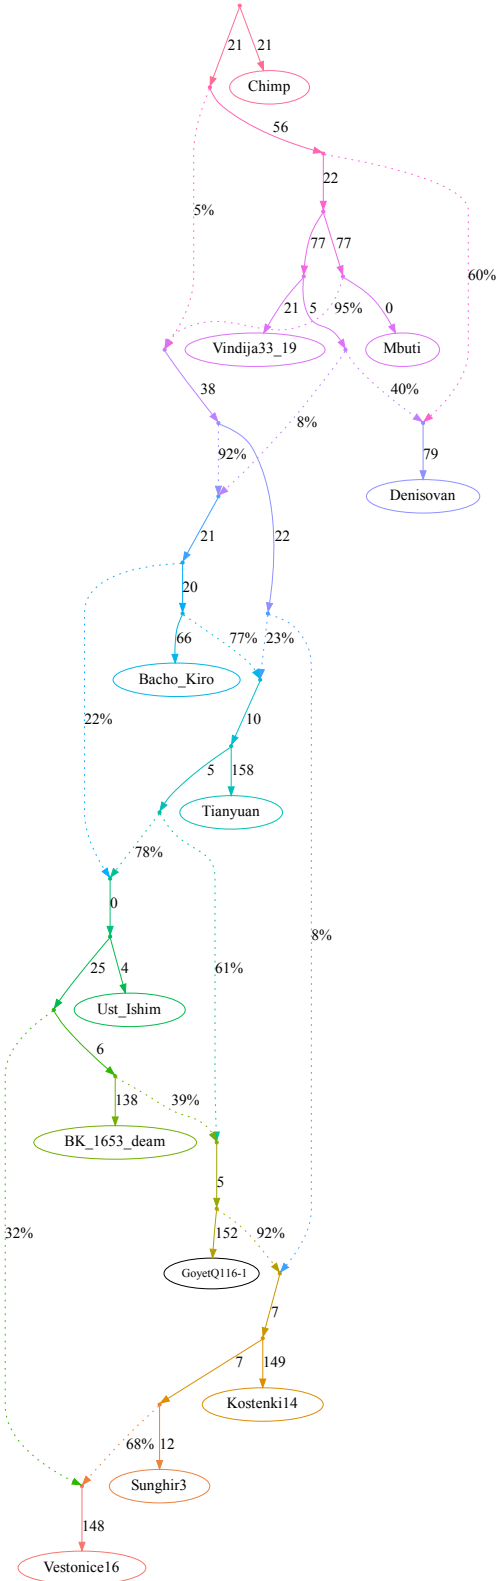 21 21
Chimp
56
22
5%
77 77
60%
21 5 95% 0
Vindija33_19 Mbuti
38 40%
8%
92% 79
Denisovan
21 22
20
66 77% 23%
Bacho_Kiro
22% 10
5 158
Tianyuan
78%
0 8%
25 4 61%
Ust_Ishim
6
138 39%
BK_1653_deam
5
32% 152 92%
GoyetQ116-1
7
7 149
Kostenki14
68% 12
Sunghir3
148
Vestonice16